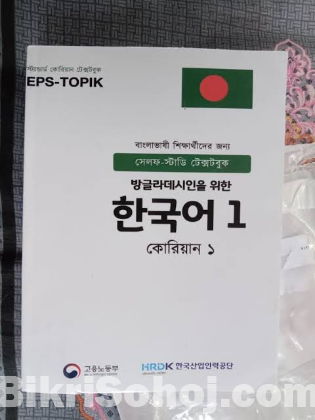 স্ট্যান্ডার্ড কোরিয়ান টেক্সটবুক
EPS-TOPIK
বাংলাভাষী শিক্ষার্থীদের জন্য
সেলফ-স্টাডি টেক্সটবুক
방글라데시인을 위한
한국어 1
কোরিয়ান ১
고용노동부
HRDK 한국산업인력공단
BikriSohoj.com